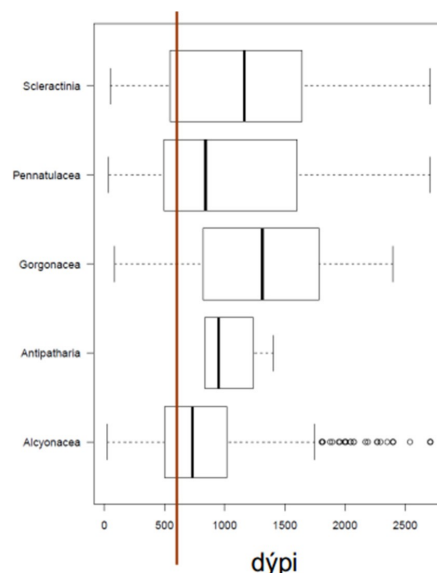 Scleractinia
Pennatulacea
Gorgonacea
Antipatharia
Alcyonacea
0 500 1000 1500 2000 2500
dýpi